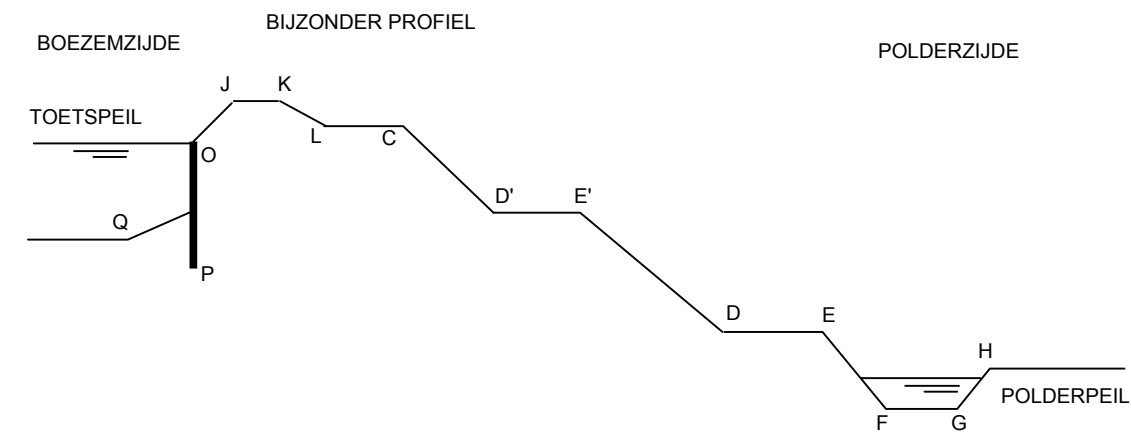 BIJZONDER PROFIEL
BOEZEMZIJDE
POLDERZIJDE
J K
TOETSPEIL
L C
O
D' E'
Q
P
D E
H
POLDERPEIL
F G